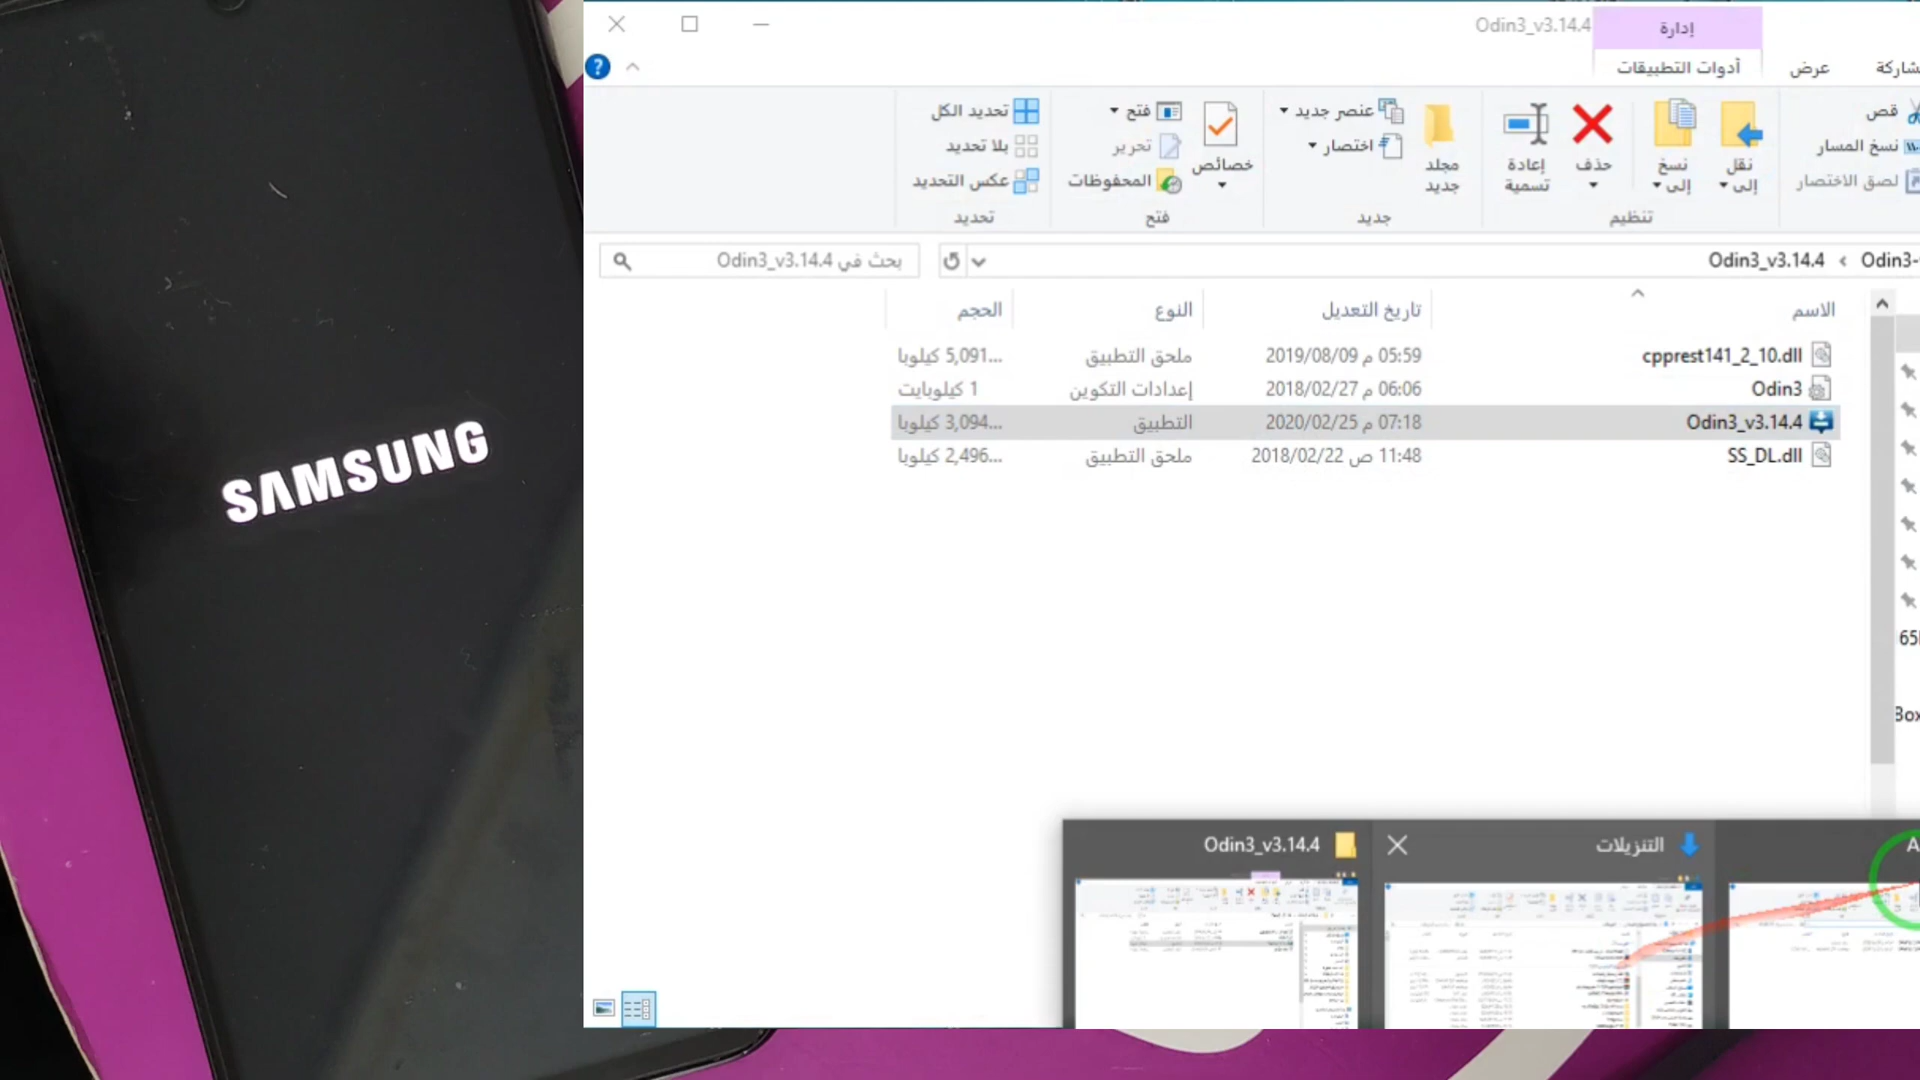 SAMSUNG
Odin3_v3.14.4
إدارة
أدوات التطبيقات
عرض
قص
نسخ المسار
لصق الاختصار
نقل إلى
نسخ إلى
حذف
إعادة تسمية
تنظيم
مجلد جديد
عنصر جديد
اختصار
جديد
خصائص
فتح
تحرير
المحفوظات
فتح
تحديد الكل
بلا تحديد
عكس التحديد
تحديد
Odin3_v3.14.4
بحث في Odin3_v3.14.4
الاسم تاريخ التعديل النوع الحجم
cpprest141_2_10.dll 2019/08/09 م 05:59 ملحق التطبيق 5,091... كيلوبا
Odin3 2018/02/27 م 06:06 إعدادات التكوين 1 كيلوبايت
Odin3_v3.14.4 2020/02/25 م 07:18 التطبيق 3,094... كيلوبا
SS_DL.dll 2018/02/22 ص 11:48 ملحق التطبيق 2,496... كيلوبا
التنزيلات
Odin3_v3.14.4